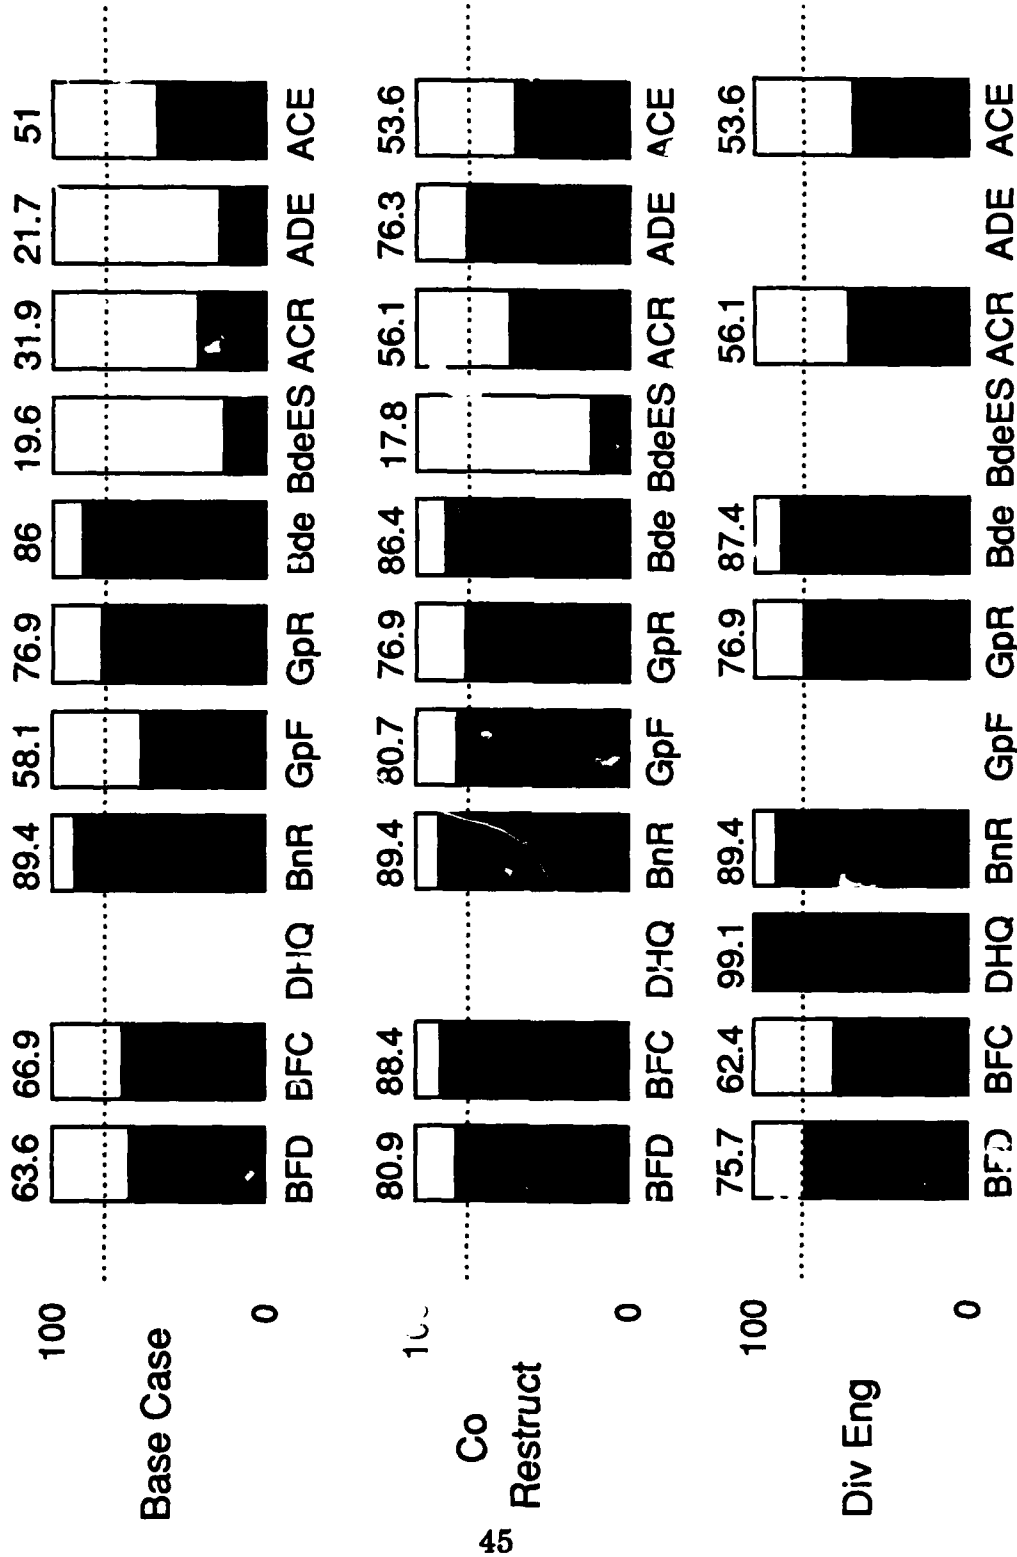 63.6 66.9 89.4 58.1 76.9 86 19.6 31.9 21.7 51
100
Base Case
0
BFD BFC DHQ BnR GpF GpR Bde BdeES ACR ADE ACE
80.9 88.4 89.4 80.7 76.9 86.4 17.8 56.1 76.3 53.6
Co
Restruct
0
BFD BFC DHQ BnR GpF GpR Bde BdeES ACR ADE ACE
75.7 62.4 99.1 89.4 76.9 87.4 56.1 53.6
100
Div Eng
0
BFD BFC DHQ BnR GpF GpR Bde BdeES ACR ADE ACE
45